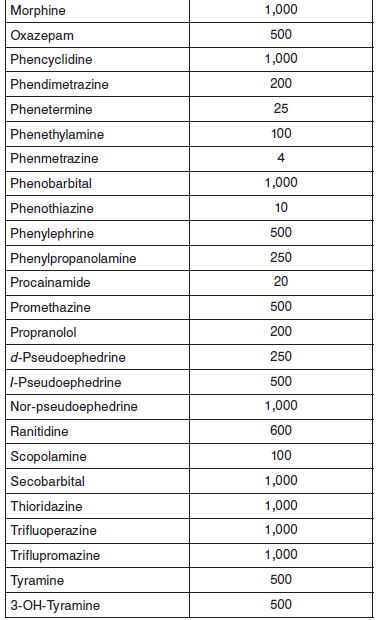 Morphine 1,000
Oxazepam 500
Phencyclidine 1,000
Phendimetrazine 200
Phenetermine 25
Phenethylamine 100
Phenmetrazine 4
Phenobarbital 1,000
Phenothiazine 10
Phenylephrine 500
Phenylpropanolamine 250
Procainamide 20
Promethazine 500
Propranolol 200
d-Pseudoephedrine 250
l-Pseudoephedrine 500
Nor-pseudoephedrine 1,000
Ranitidine 600
Scopolamine 100
Secobarbital 1,000
Thioridazine 1,000
Trifluoperazine 1,000
Triflupromazine 1,000
Tyramine 500
3-OH-Tyramine 500